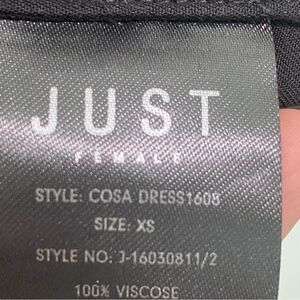 JUST
FEMALE
STYLE: COSA DRESS1608
SIZE: XS
STYLE NO: J-16030811/2
100% VISCOSE